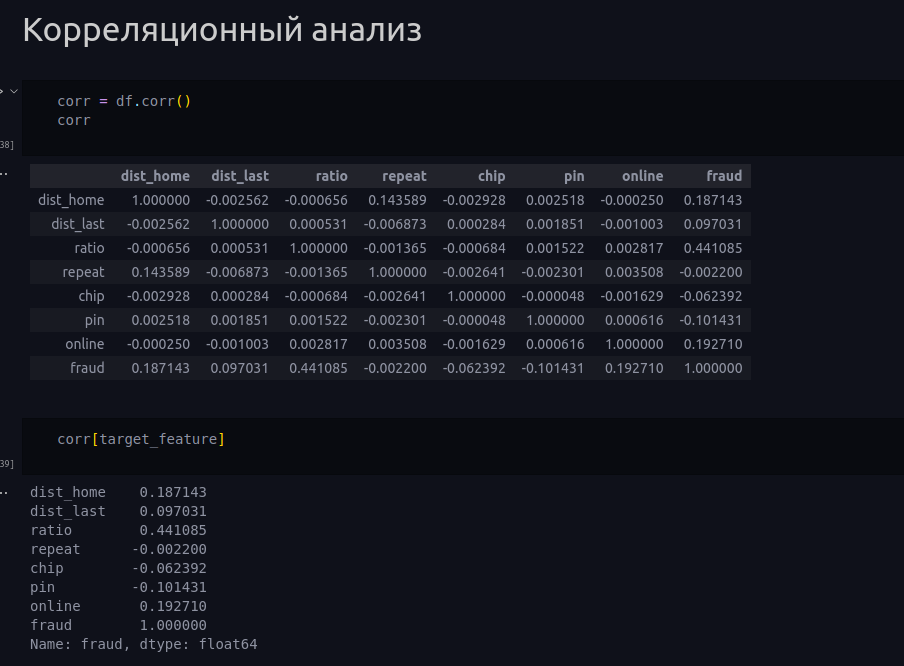 Корреляционный анализ
corr = df.corr()
corr
38]
dist_home dist_last ratio repeat chip pin online fraud
dist_home 1.000000 -0.002562 -0.000656 0.143589 -0.002928 0.002518 -0.000250 0.187143
dist_last -0.002562 1.000000 0.000531 -0.006873 0.000284 0.001851 -0.001003 0.097031
ratio -0.000656 0.000531 1.000000 -0.001365 -0.000684 0.001522 0.002817 0.441085
repeat 0.143589 -0.006873 -0.001365 1.000000 -0.002641 -0.002301 0.003508 -0.002200
chip -0.002928 0.000284 -0.000684 -0.002641 1.000000 -0.000048 -0.001629 -0.062392
pin 0.002518 0.001851 0.001522 -0.002301 -0.000048 1.000000 0.000616 -0.101431
online -0.000250 -0.001003 0.002817 0.003508 -0.001629 0.000616 1.000000 0.192710
fraud 0.187143 0.097031 0.441085 -0.002200 -0.062392 -0.101431 0.192710 1.000000
corr[target_feature]
39]
dist_home 0.187143
dist_last 0.097031
ratio 0.441085
repeat -0.002200
chip -0.062392
pin -0.101431
online 0.192710
fraud 1.000000
Name: fraud, dtype: float64